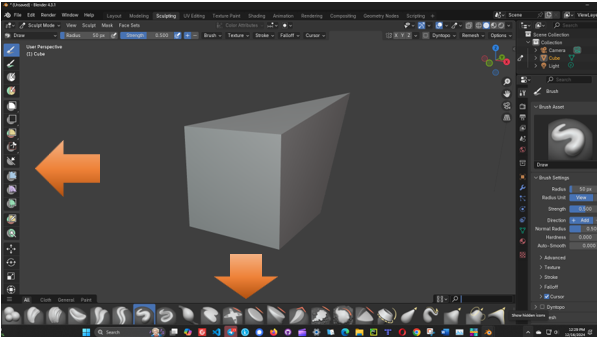 * (Unsaved) - Blender 4.3.1
File Edit Render Window Help Layout Modeling Sculpting UV Editing Texture Paint Shading Animation Rendering Compositing Geometry Nodes Scripting Scene ViewLayer
Sculpt Mode View Sculpt Mask Face Sets Color Attributes
Draw Radius 50 px Strength 0.500 Brush Texture Stroke Falloff Cursor X Y Z Dyntopo Remesh Options
User Perspective
(1) Cube
Scene Collection
Collection
Camera
Cube
Light
Search
Brush
Brush Asset
Draw
Brush Settings
Radius 50 px
Radius Unit View
Strength 0.500
Direction + Add
Normal Radius 0.50
Hardness 0.000
Auto-Smooth 0.000
Advanced
Texture
Stroke
Falloff
Cursor
Dyntopo
All Cloth General Paint
Show hidden icons
Search
12:28 PM
12/16/2024